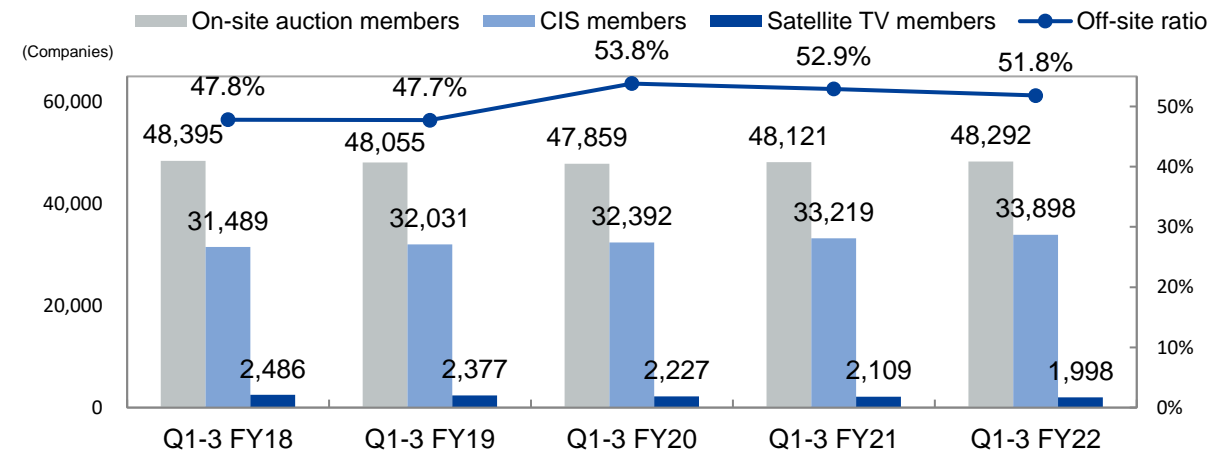 On-site auction members CIS members Satellite TV members Off-site ratio
(Companies)
53.8% 52.9% 51.8%
47.8% 47.7%
60,000 50%
48,395 48,055 47,859 48,121 48,292
40%
40,000
31,489 32,031 32,392 33,219 33,898
30%
20,000 20%
10%
2,486 2,377 2,227 2,109 1,998
0 0%
Q1-3 FY18 Q1-3 FY19 Q1-3 FY20 Q1-3 FY21 Q1-3 FY22